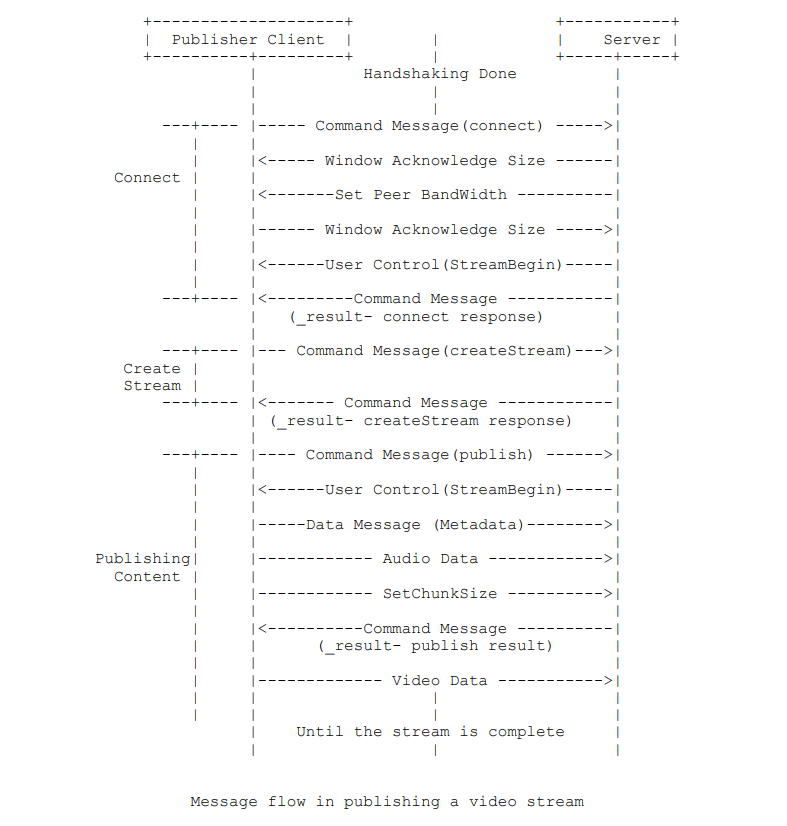 +--------------------+                     +-----------+
|  Publisher Client  |        |            |    Server |
+----------+---------+        |            +-----+-----+
|           Handshaking Done          |
|                  |                  |
|                  |                  |
---+---- |----- Command Message(connect) ----->|
|     |                                     |
|     |<----- Window Acknowledge Size ------|
Connect |     |                                     |
|     |<-------Set Peer BandWidth ----------|
|     |                                     |
|     |------ Window Acknowledge Size ----->|
|     |                                     |
|     |<------User Control(StreamBegin)-----|
|     |                                     |
---+---- |<---------Command Message -----------|
|   (_result- connect response)       |
|                                     |
---+---- |--- Command Message(createStream)--->|
Create |     |                                     |
Stream |     |                                     |
---+---- |<------- Command Message ------------|
| (_result- createStream response)    |
|                                     |
---+---- |---- Command Message(publish) ------>|
|     |                                     |
|     |<------User Control(StreamBegin)-----|
|     |                                     |
|     |-----Data Message (Metadata)-------->|
|     |                                     |
Publishing|     |------------ Audio Data ------------>|
Content |     |                                     |
|     |------------ SetChunkSize ---------->|
|     |                                     |
|     |<----------Command Message ----------|
|     |      (_result- publish result)      |
|     |                                     |
|     |------------- Video Data ----------->|
|     |                  |                  |
|     |                  |                  |
|    Until the stream is complete     |
|                  |                  |
Message flow in publishing a video stream